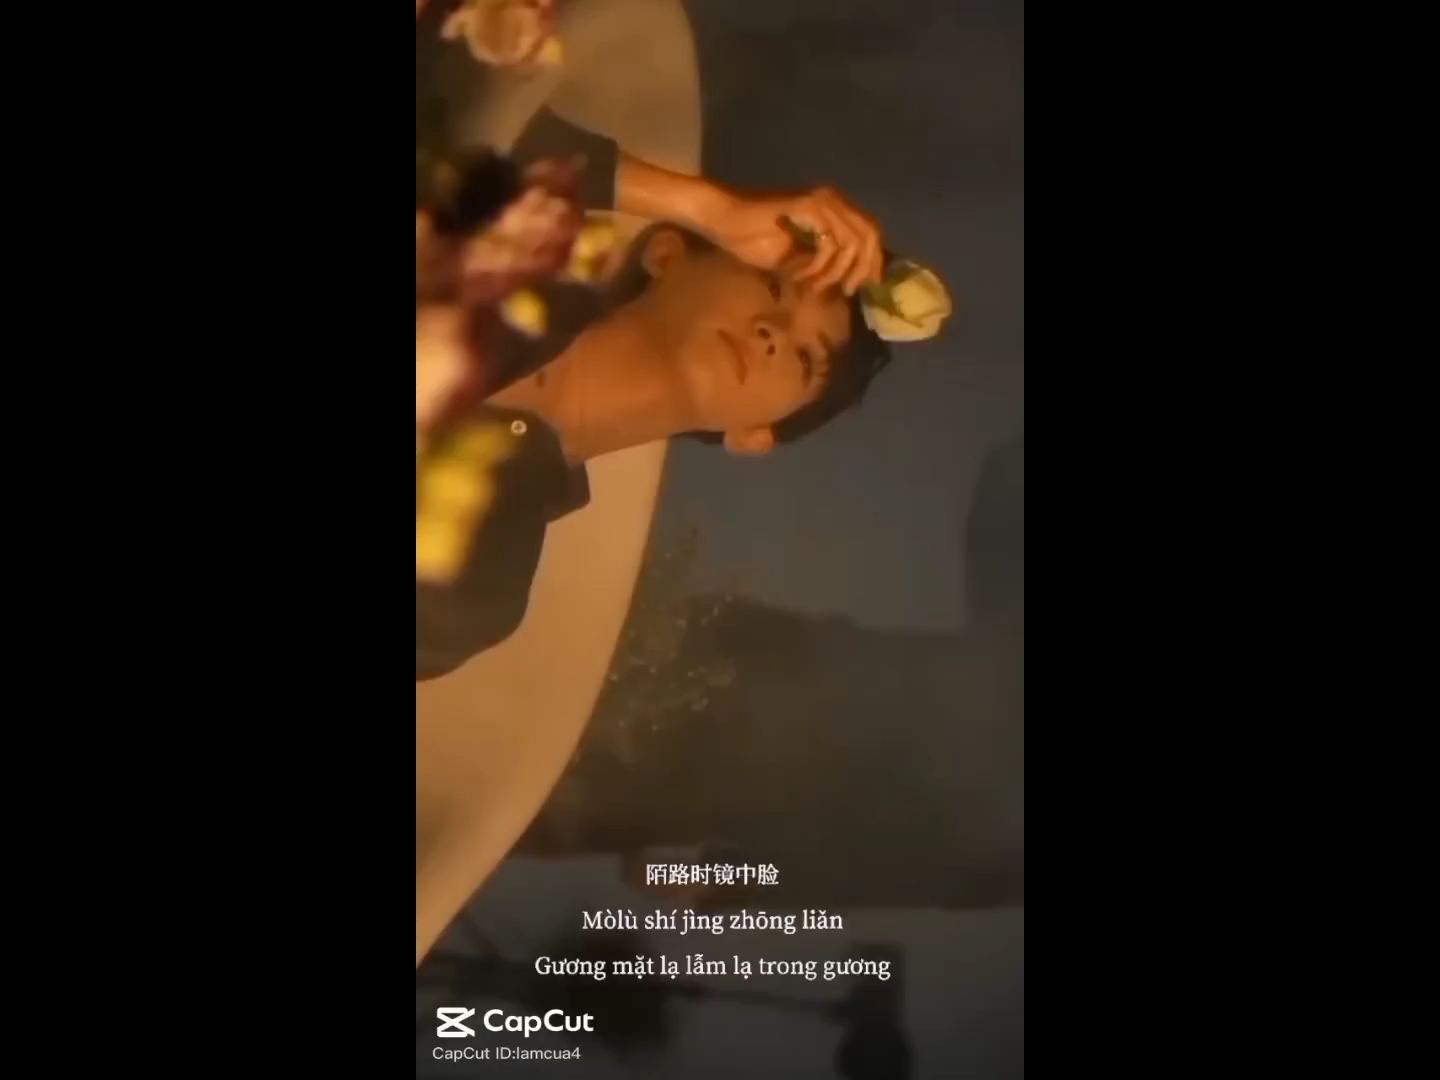 陌路时镜中脸
Mòlù shí jìng zhōng liǎn
Gương mặt lạ lẫm lạ trong gương
CapCut
CapCut ID:lamcua4